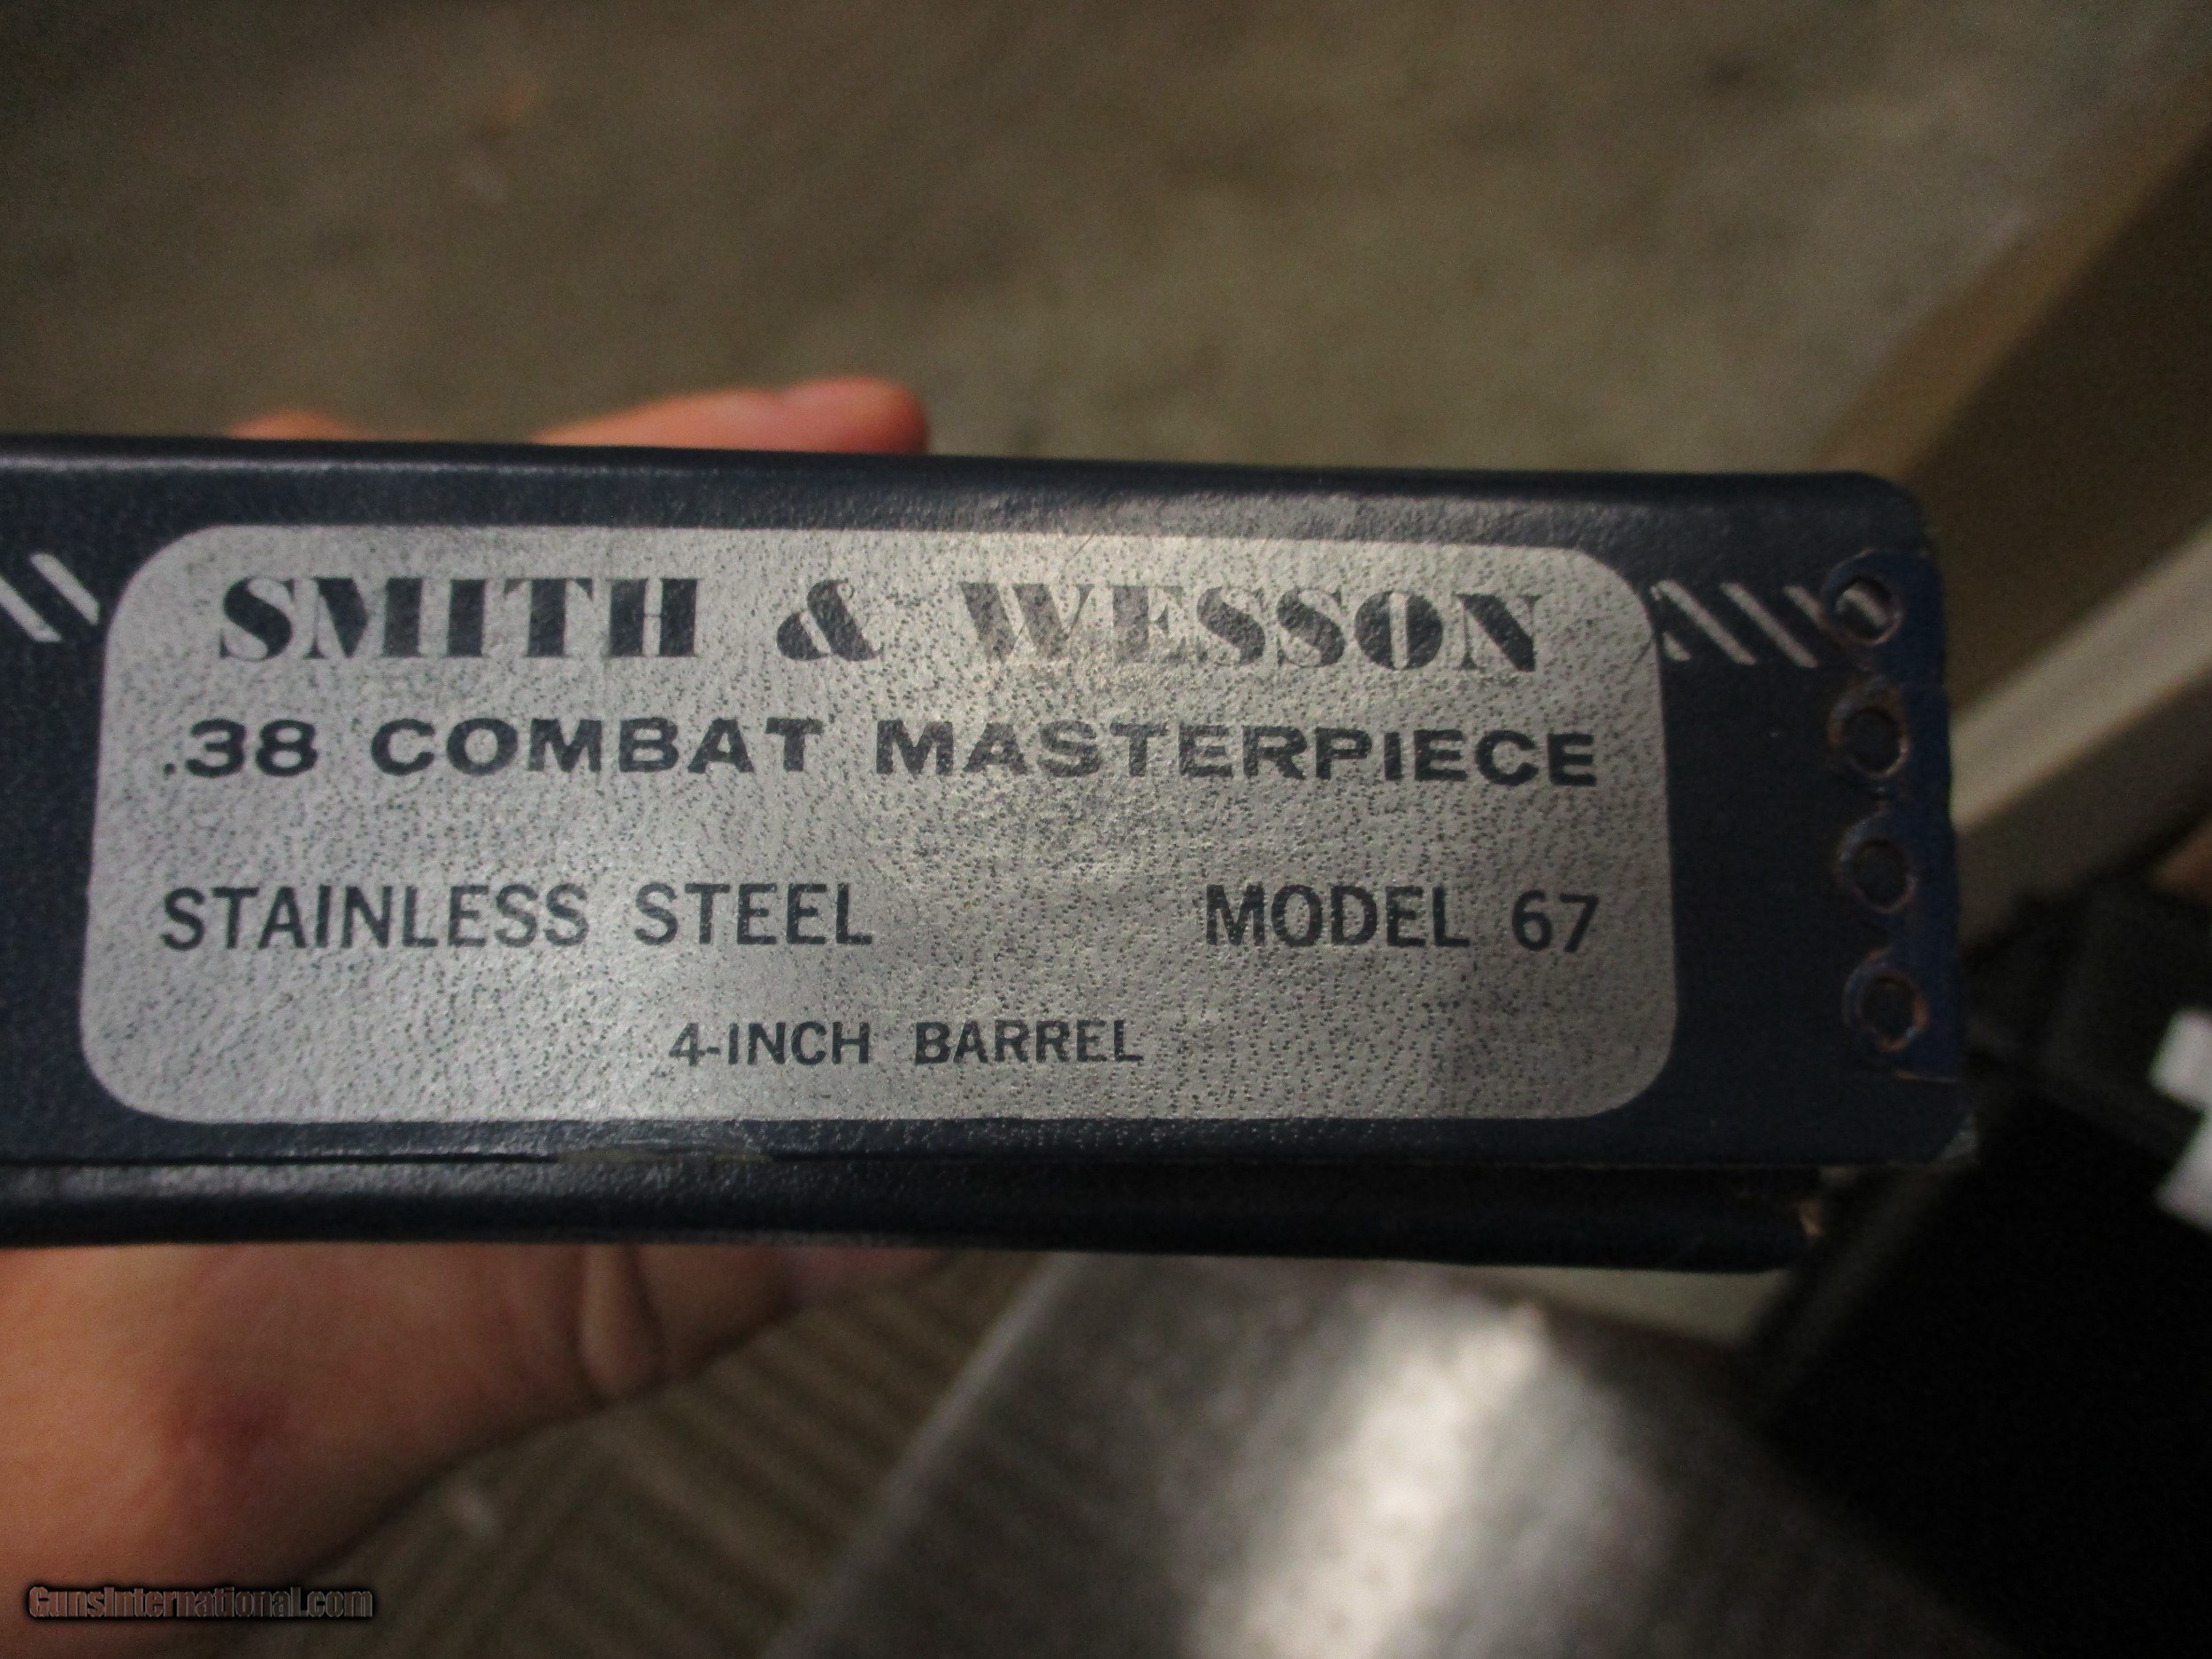 SMITH & WESSON
.38 COMBAT MASTERPIECE
STAINLESS STEEL MODEL 67
4-INCH BARREL
GunsInternational.com